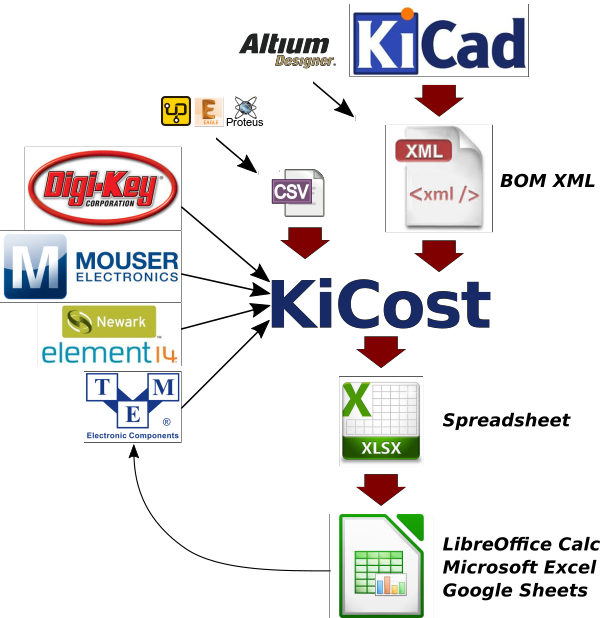 Altium
Designer.
KiCad
E
EAGLE
Proteus
XML
<xml />
BOM XML
CSV
Digi-Key
CORPORATION
M
MOUSER
ELECTRONICS
Newark
element14
T M
E
®
Electronic Components
KiCost
X
XLSX
Spreadsheet
LibreOffice Calc
Microsoft Excel
Google Sheets